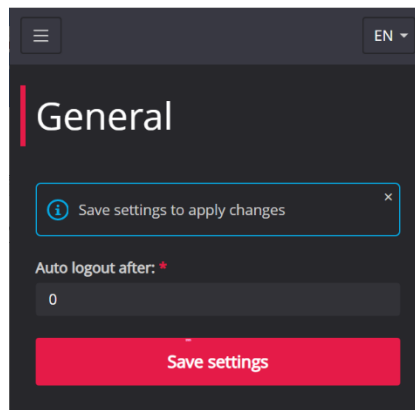 EN
General
Save settings to apply changes
Auto logout after: *
0
Save settings